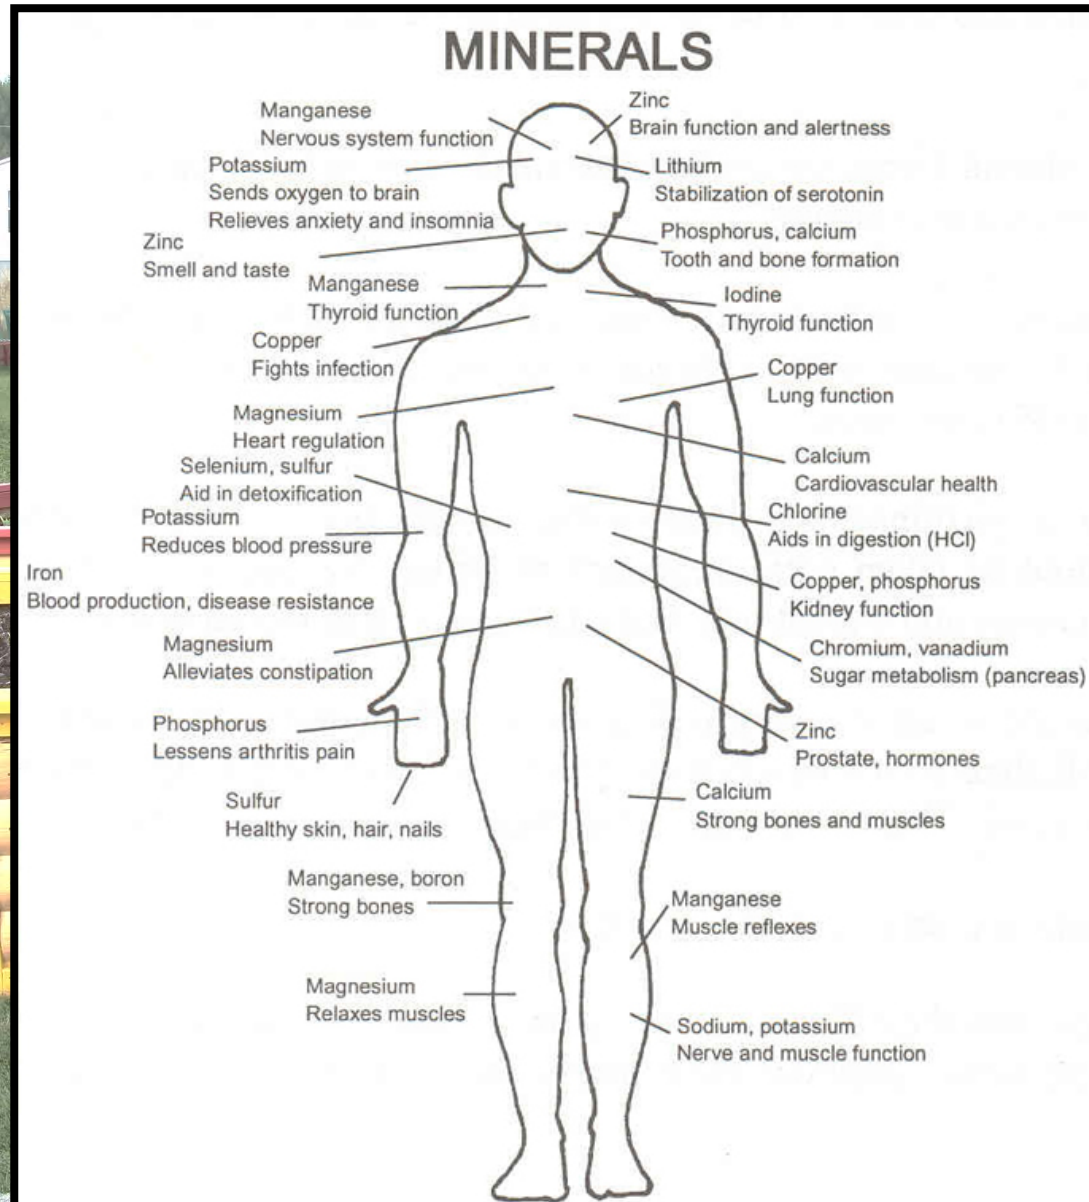 MINERALS
Manganese
Nervous system function
Zinc
Brain function and alertness
Potassium
Sends oxygen to brain
Relieves anxiety and insomnia
Lithium
Stabilization of serotonin
Zinc
Smell and taste
Phosphorus, calcium
Tooth and bone formation
Manganese
Thyroid function
Iodine
Thyroid function
Copper
Fights infection
Copper
Lung function
Magnesium
Heart regulation
Calcium
Cardiovascular health
Selenium, sulfur
Aid in detoxification
Chlorine
Aids in digestion (HCl)
Potassium
Reduces blood pressure
Copper, phosphorus
Kidney function
Iron
Blood production, disease resistance
Chromium, vanadium
Sugar metabolism (pancreas)
Magnesium
Alleviates constipation
Zinc
Prostate, hormones
Phosphorus
Lessens arthritis pain
Calcium
Strong bones and muscles
Sulfur
Healthy skin, hair, nails
Manganese, boron
Strong bones
Manganese
Muscle reflexes
Magnesium
Relaxes muscles
Sodium, potassium
Nerve and muscle function